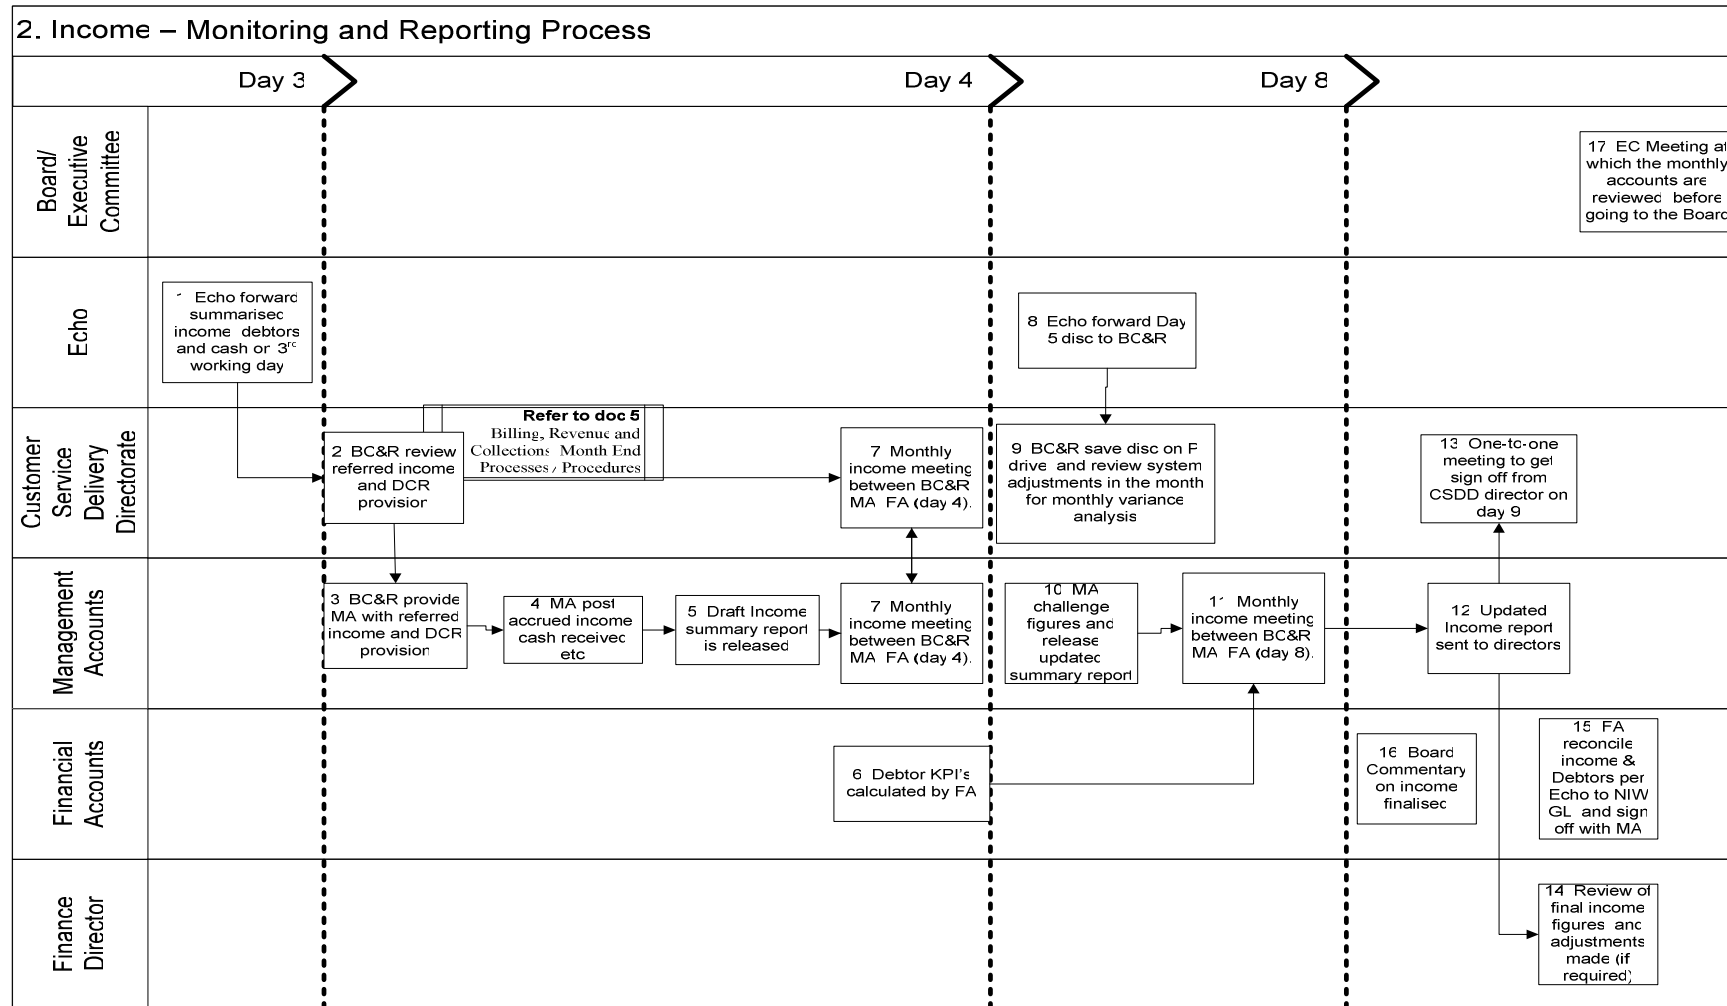 2. Income – Monitoring and Reporting Process
Day 3
Day 4
Day 8
Board/
Executive
Committee
17 EC Meeting at
which the monthly
accounts are
reviewed before
going to the Board
Echo
1 Echo forward
summarised
income debtors
and cash on 3rd
working day
8 Echo forward Day
5 disc to BC&R
Customer
Service
Delivery
Directorate
2 BC&R review
referred income
and DCR
provision
Refer to doc 5
Billing, Revenue and
Collections Month End
Processes / Procedures
7 Monthly
income meeting
between BC&R
MA FA (day 4).
9 BC&R save disc on P
drive and review system
adjustments in the month
for monthly variance
analysis
13 One-to-one
meeting to get
sign off from
CSDD director on
day 9
Management
Accounts
3 BC&R provide
MA with referred
income and DCR
provision
4 MA post
accrued income
cash received
etc
5 Draft Income
summary report
is released
7 Monthly
income meeting
between BC&R
MA FA (day 4).
10 MA
challenge
figures and
release
updated
summary report
11 Monthly
income meeting
between BC&R
MA FA (day 8).
12 Updated
Income report
sent to directors
Financial
Accounts
6 Debtor KPI's
calculated by FA
16 Board
Commentary
on income
finalised
15 FA
reconcile
income &
Debtors per
Echo to NIW
GL and sign
off with MA
Finance
Director
14 Review of
final income
figures and
adjustments
made (if
required)